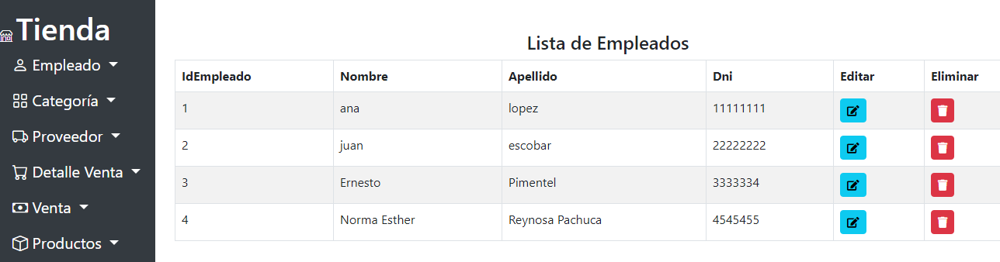 Tienda
Empleado
Categoría
Proveedor
Detalle Venta
Venta
Productos
Lista de Empleados
IdEmpleado Nombre Apellido Dni Editar Eliminar
1 ana lopez 11111111
2 juan escobar 22222222
3 Ernesto Pimentel 3333334
4 Norma Esther Reynosa Pachuca 4545455